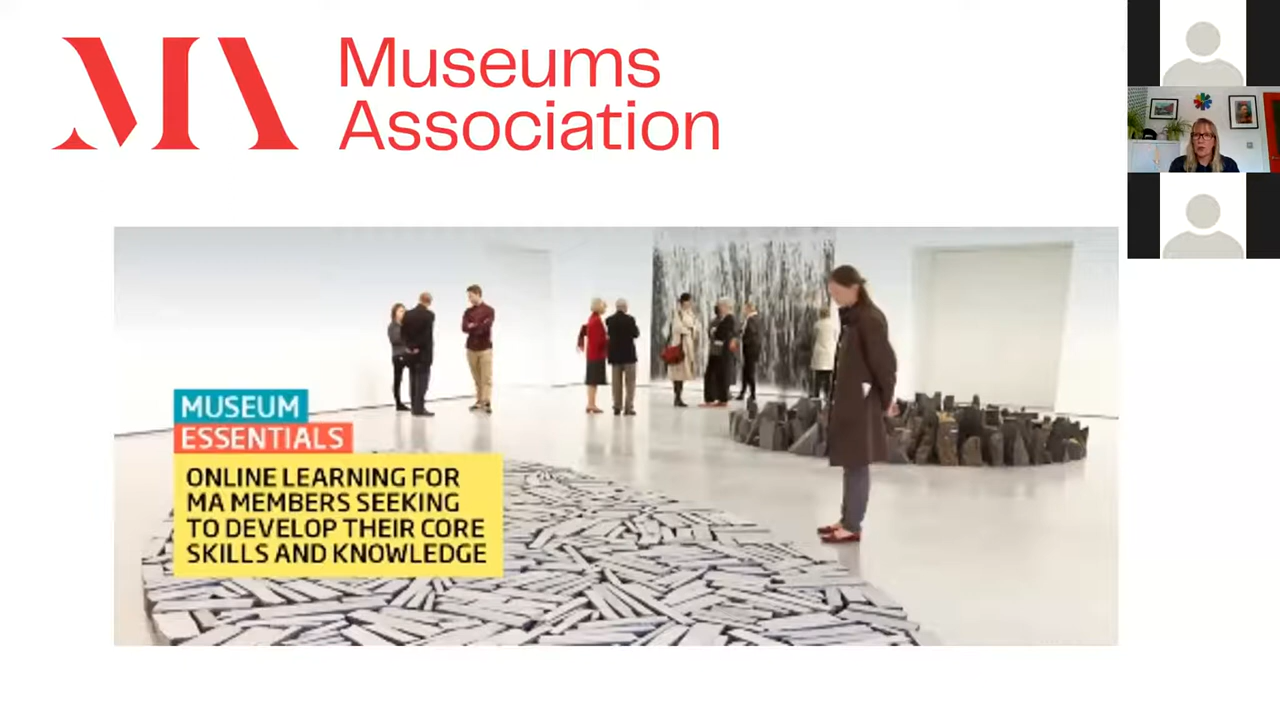 MA
Museums
Association
MUSEUM
ESSENTIALS
ONLINE LEARNING FOR
MA MEMBERS SEEKING
TO DEVELOP THEIR CORE
SKILLS AND KNOWLEDGE